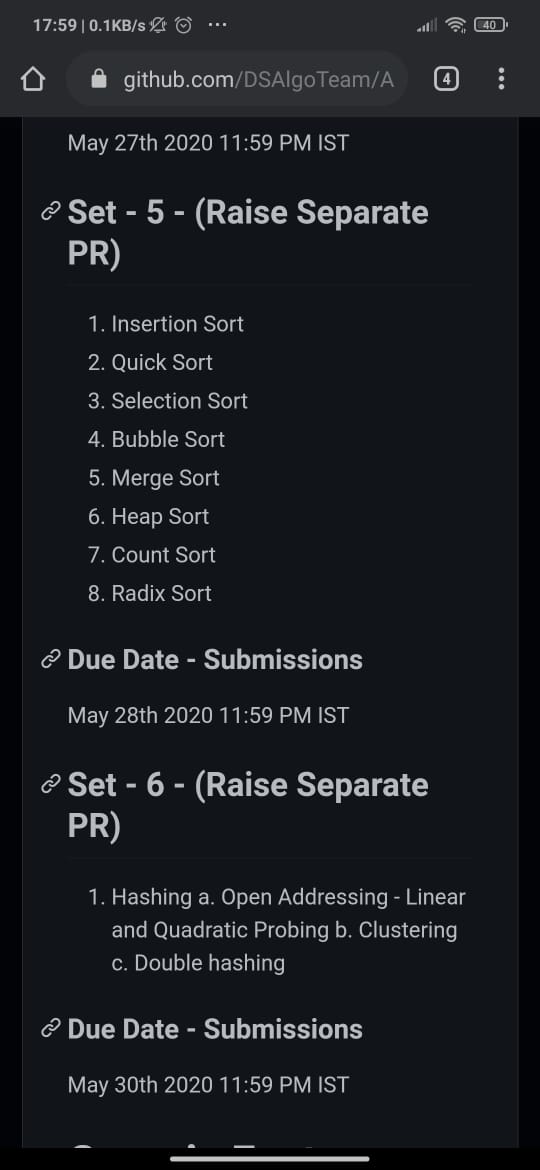 17:59 | 0.1KB/s ...
40
github.com/DSAlgoTeam/A
4
May 27th 2020 11:59 PM IST
Set - 5 - (Raise Separate
PR)
1. Insertion Sort
2. Quick Sort
3. Selection Sort
4. Bubble Sort
5. Merge Sort
6. Heap Sort
7. Count Sort
8. Radix Sort
Due Date - Submissions
May 28th 2020 11:59 PM IST
Set - 6 - (Raise Separate
PR)
1. Hashing a. Open Addressing - Linear
and Quadratic Probing b. Clustering
c. Double hashing
Due Date - Submissions
May 30th 2020 11:59 PM IST